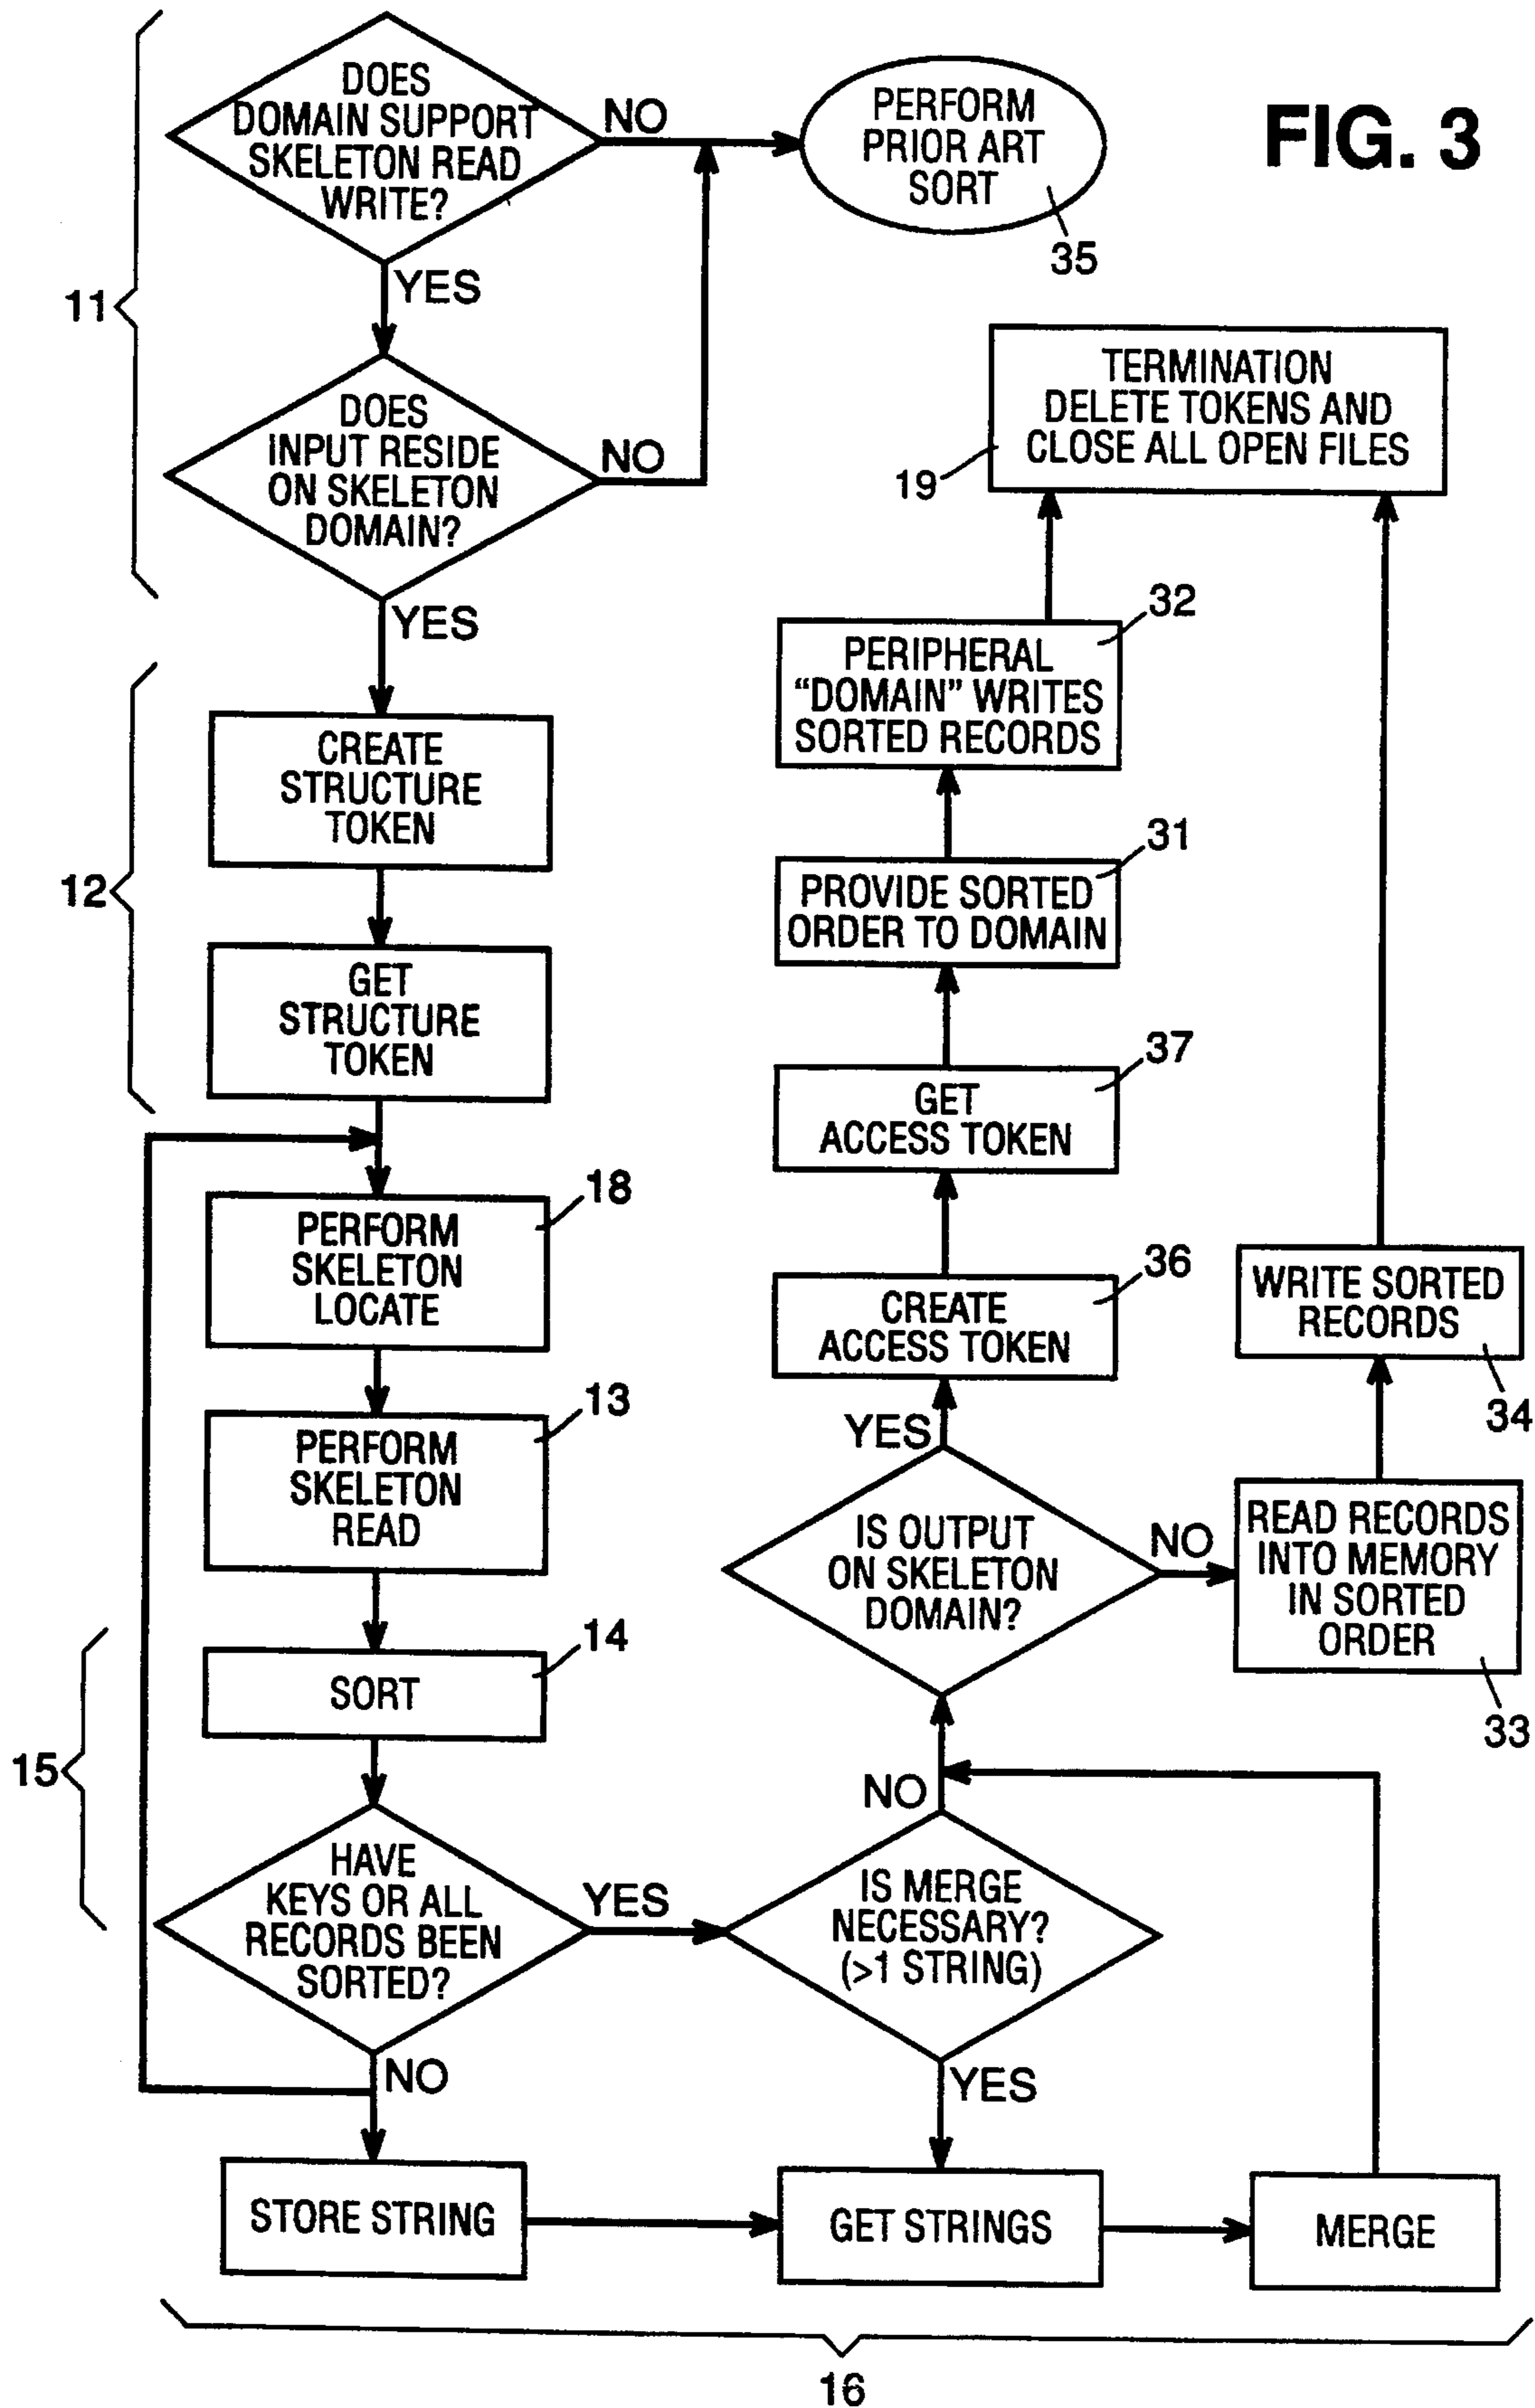 FIG. 3
DOES
DOMAIN SUPPORT
SKELETON READ
WRITE?
NO
PERFORM
PRIOR ART
SORT
35
YES
11
DOES
INPUT RESIDE
ON SKELETON
DOMAIN?
NO
YES
TERMINATION
DELETE TOKENS AND
CLOSE ALL OPEN FILES
19
12
CREATE
STRUCTURE
TOKEN
GET
STRUCTURE
TOKEN
PERFORM
SKELETON
LOCATE
18
PERFORM
SKELETON
READ
13
15
SORT
14
HAVE
KEYS OR ALL
RECORDS BEEN
SORTED?
YES
NO
STORE STRING
PERIPHERAL
“DOMAIN” WRITES
SORTED RECORDS
32
PROVIDE SORTED
ORDER TO DOMAIN
31
GET
ACCESS TOKEN
37
CREATE
ACCESS TOKEN
36
YES
IS OUTPUT
ON SKELETON
DOMAIN?
NO
WRITE SORTED
RECORDS
34
READ RECORDS
INTO MEMORY
IN SORTED
ORDER
33
NO
IS MERGE
NECESSARY?
(>1 STRING)
YES
GET STRINGS
MERGE
16